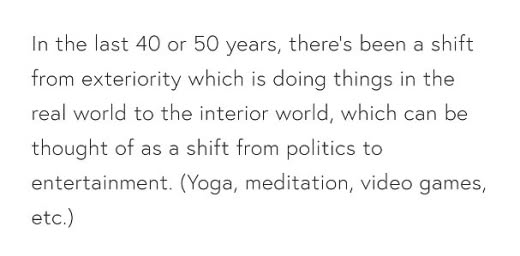 In the last 40 or 50 years, there's been a shift
from exteriority which is doing things in the
real world to the interior world, which can be
thought of as a shift from politics to
entertainment. (Yoga, meditation, video games,
etc.)